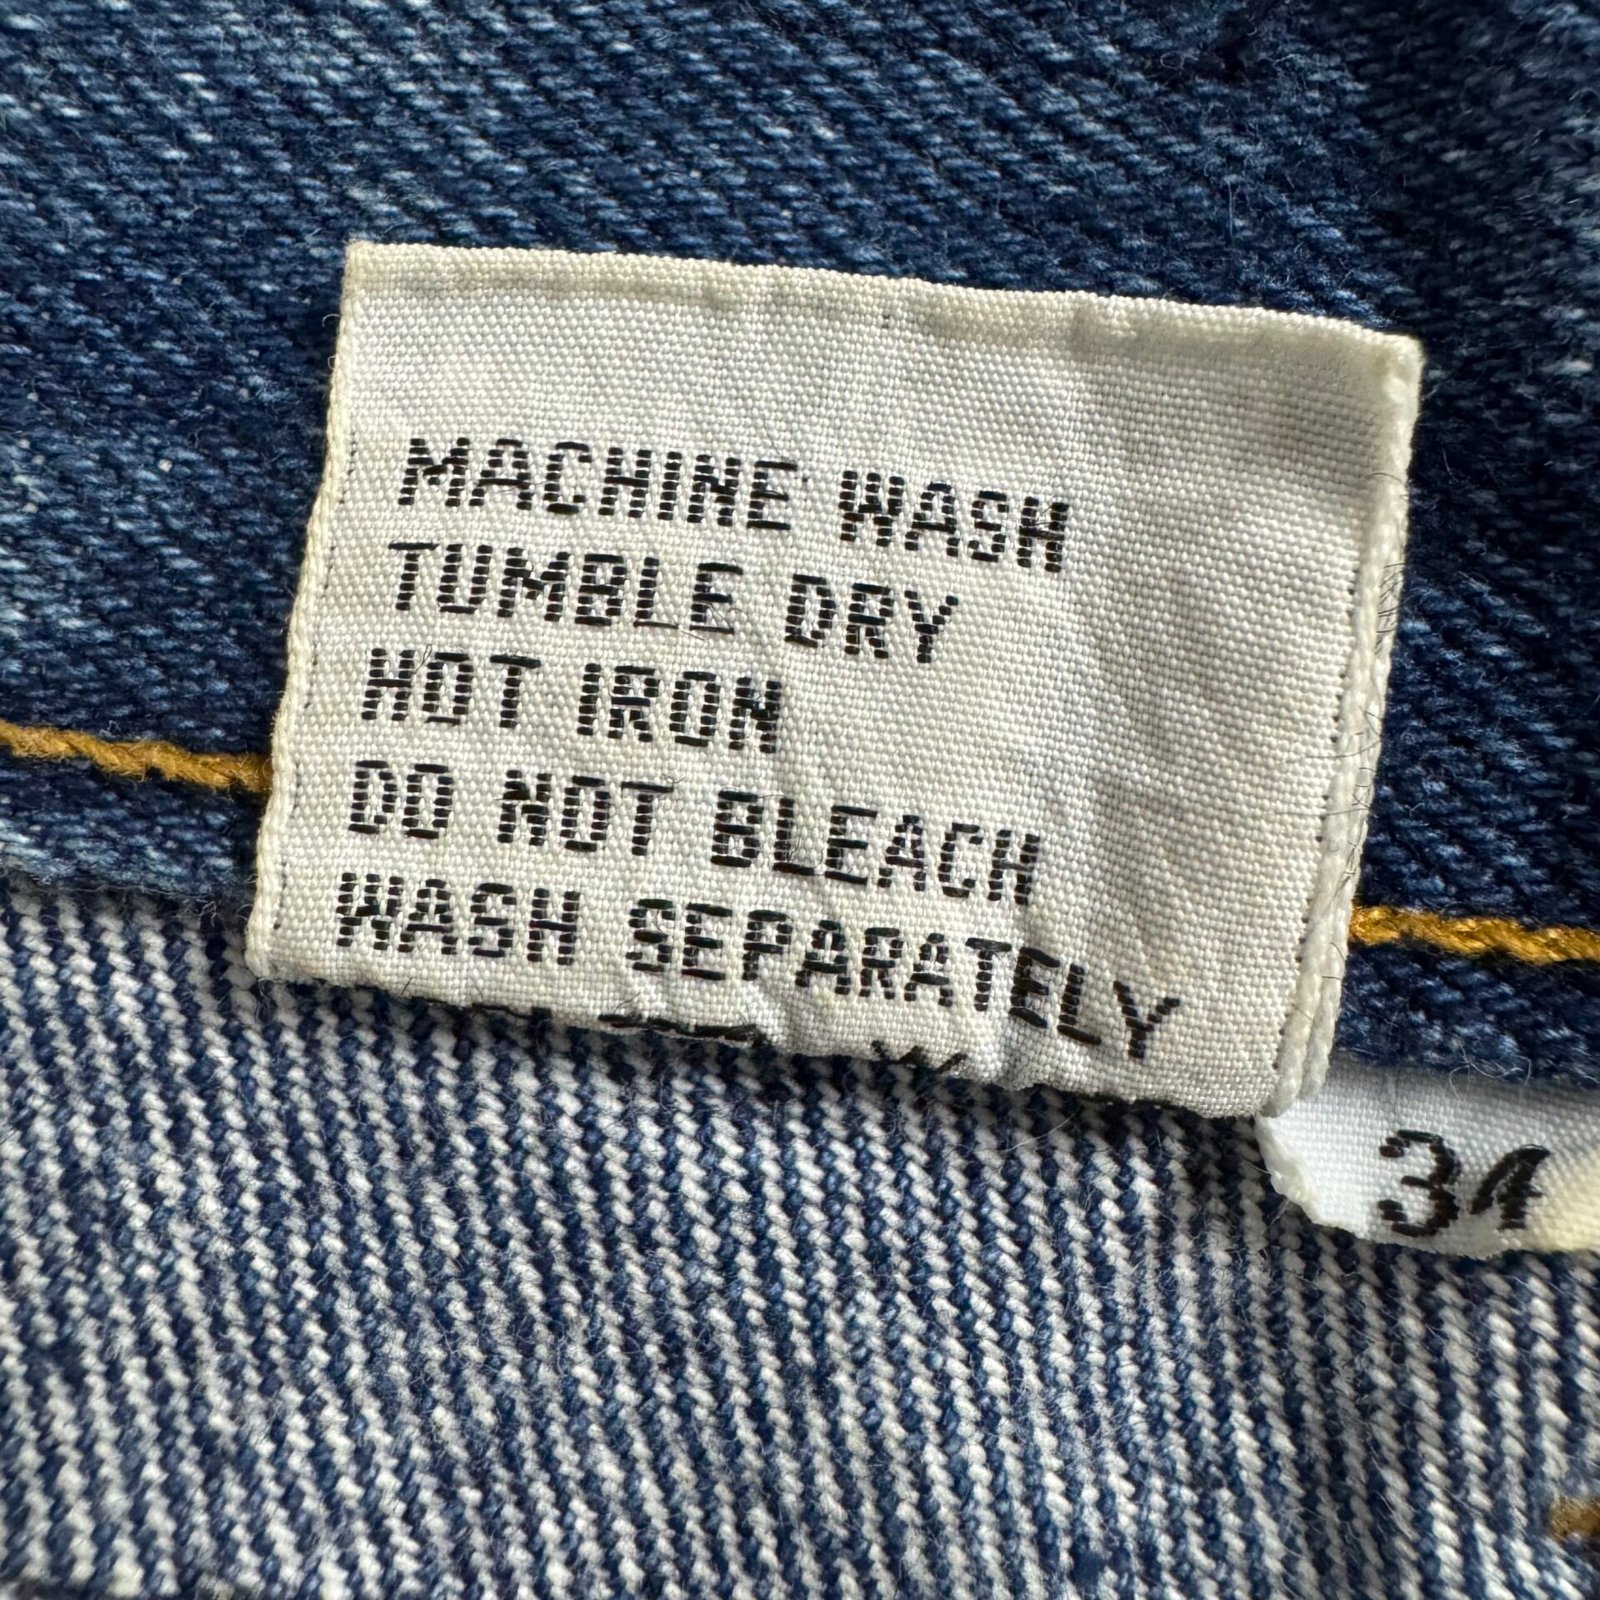 MACHINE WASH
TUMBLE DRY
HOT IRON
DO NOT BLEACH
WASH SEPARATELY
34